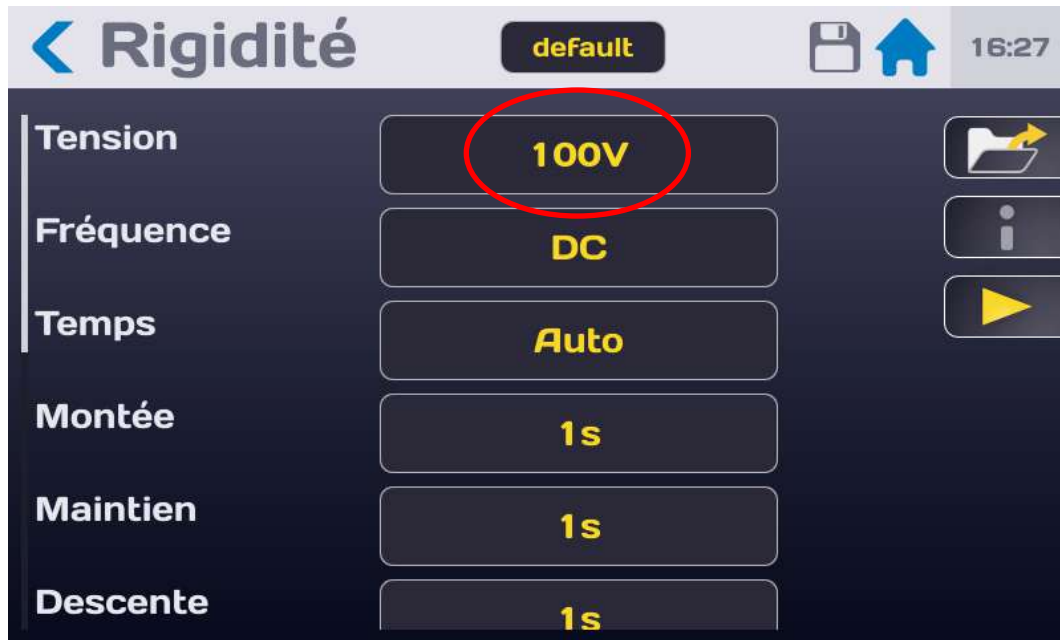 Rigidité default 16:27
Tension 100V
Fréquence DC
Temps Auto
Montée 1s
Maintien 1s
Descente 1s